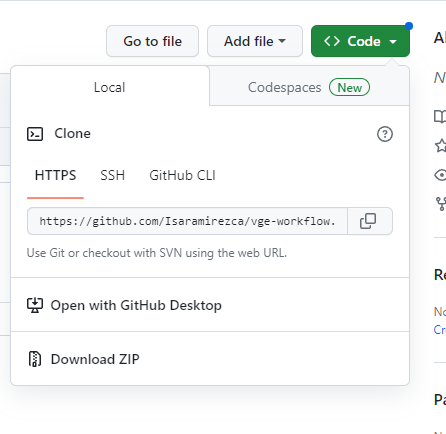 Go to file
Add file
<> Code
Al
Local
Codespaces New
N
Clone
HTTPS
SSH
GitHub CLI
https://github.com/Isaramirezca/vge-workflow.
Use Git or checkout with SVN using the web URL.
Re
Open with GitHub Desktop
No
Cr
Download ZIP
Pa